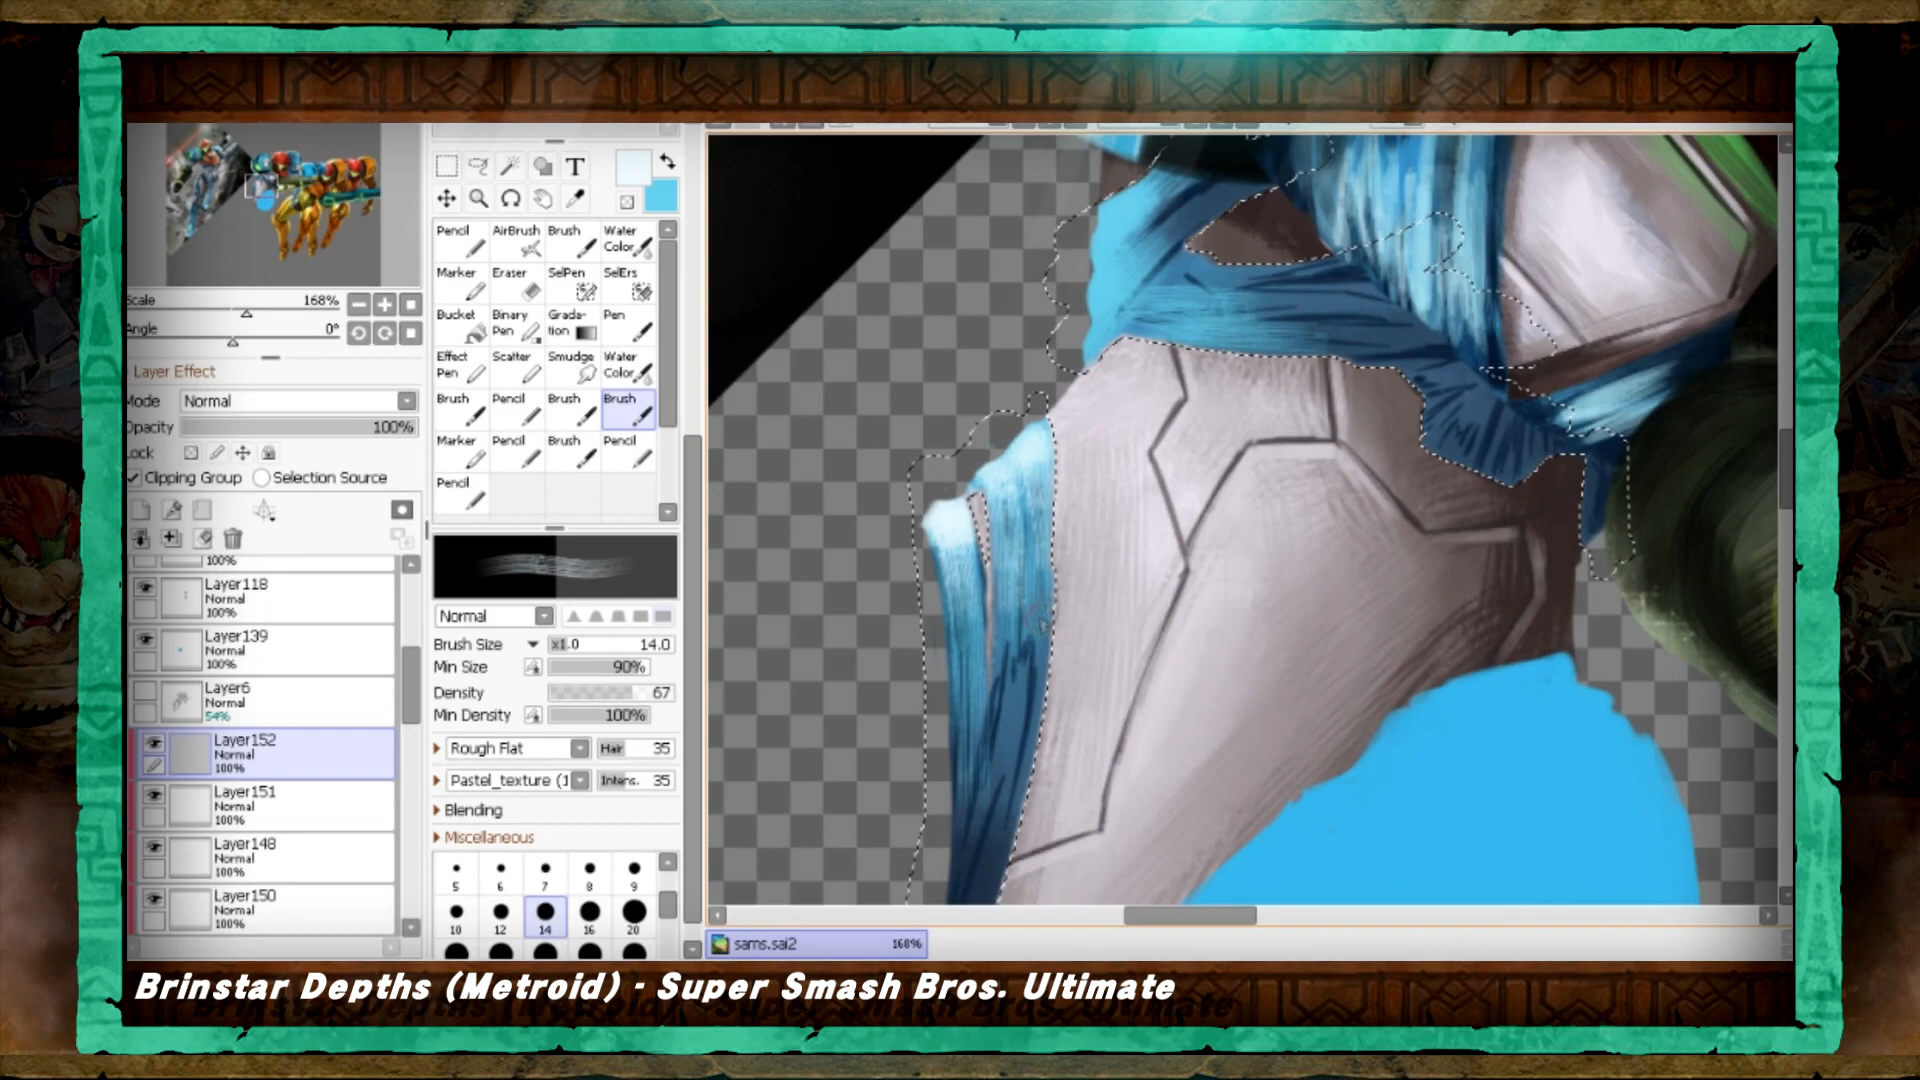 Scale 168%
Angle 0°
Layer Effect
Mode Normal
Opacity 100%
Lock
Clipping Group Selection Source
100%
Layer118
Normal
100%
Layer139
Normal
100%
Layer6
Normal
54%
Layer152
Normal
100%
Layer151
Normal
100%
Layer148
Normal
100%
Layer150
Normal
100%
T
Pencil AirBrush Brush Water Color
Marker Eraser SelPen SelErs
Bucket Binary Pen Grada-tion Pen
Effect Pen Scatter Smudge Water Color
Brush Pencil Brush Brush
Marker Pencil Brush Pencil
Pencil
Normal
Brush Size x1.0 14.0
Min Size 90%
Density 67
Min Density 100%
Rough Flat Hair 35
Pastel_texture (1 Intens. 35
Blending
Miscellaneous
5 6 7 8 9
10 12 14 16 20
sams.sai2 168%
Brinstar Depths (Metroid) - Super Smash Bros. Ultimate